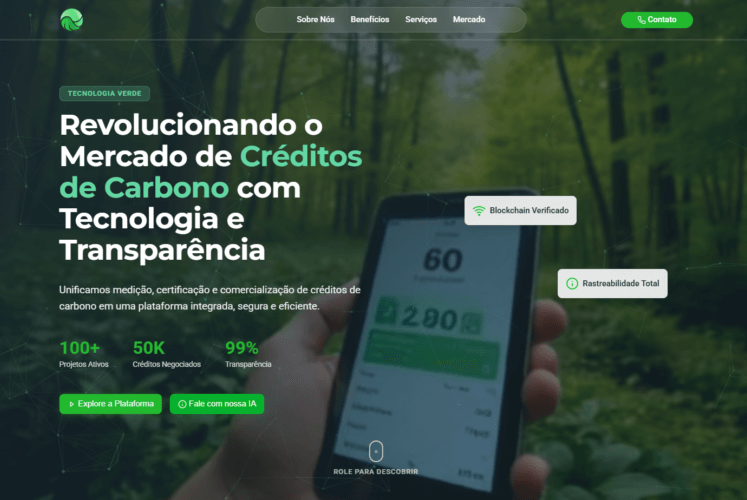 Sobre Nós Benefícios Serviços Mercado Contato
TECNOLOGIA VERDE
Revolucionando o
Mercado de Créditos
de Carbono com
Tecnologia e
Transparência
Unificamos medição, certificação e comercialização de créditos de
carbono em uma plataforma integrada, segura e eficiente.
100+ 50K 99%
Projetos Ativos Créditos Negociados Transparência
Explore a Plataforma Fale com nossa IA
Blockchain Verificado
Rastreabilidade Total
60
2.80
ROLE PARA DESCOBRIR